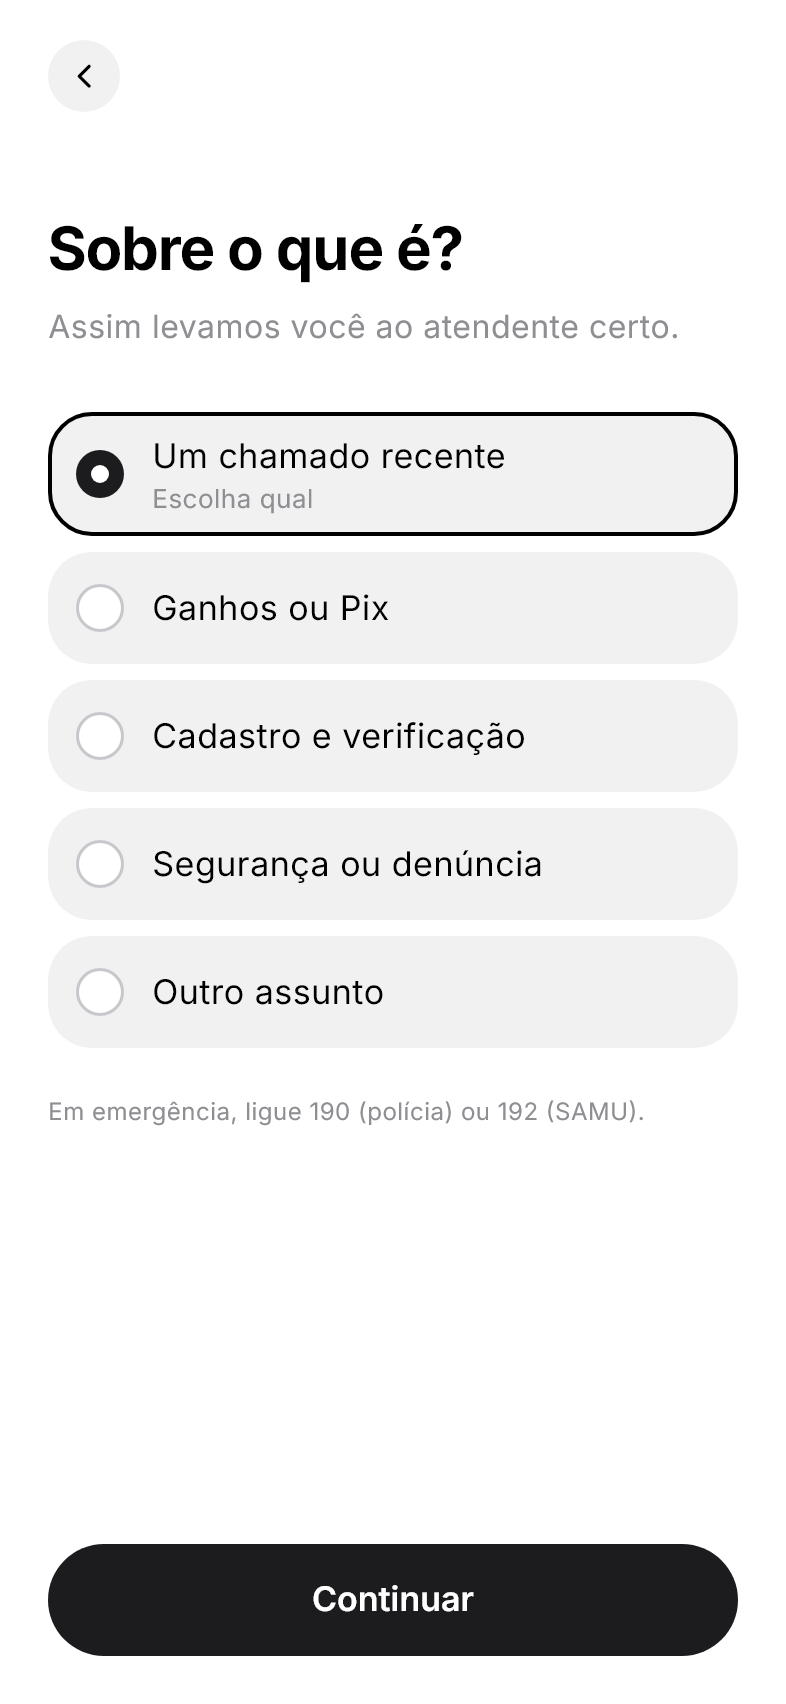 Sobre o que é?
Assim levamos você ao atendente certo.
Um chamado recente
Escolha qual
Ganhos ou Pix
Cadastro e verificação
Segurança ou denúncia
Outro assunto
Em emergência, ligue 190 (polícia) ou 192 (SAMU).
Continuar